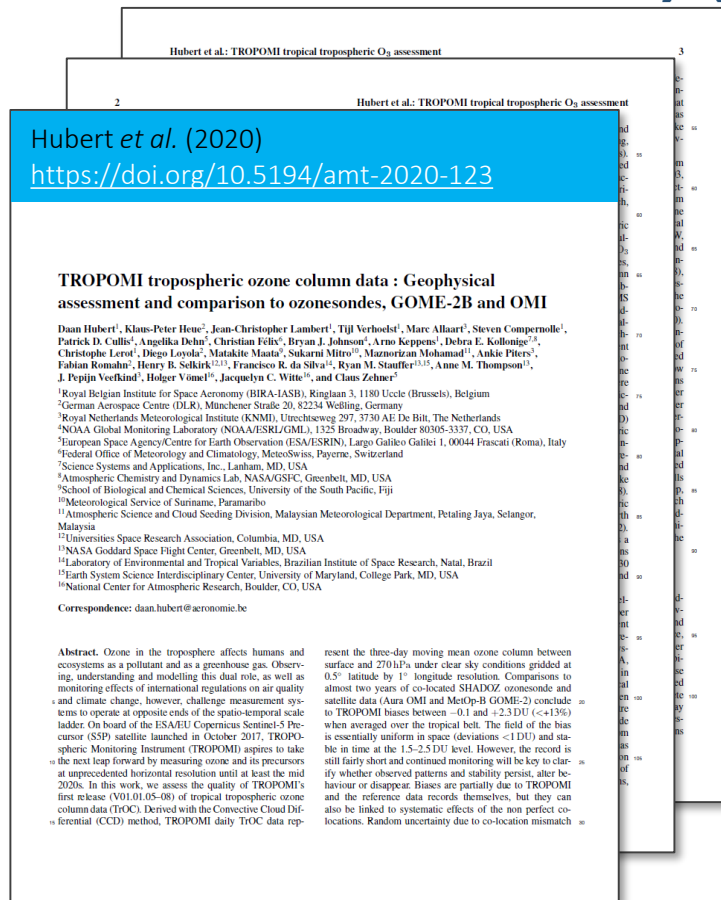 Hubert et al.: TROPOMI tropical tropospheric O₃ assessment 3
2 Hubert et al.: TROPOMI tropical tropospheric O₃ assessment
Hubert et al. (2020)
https://doi.org/10.5194/amt-2020-123
TROPOMI tropospheric ozone column data : Geophysical
assessment and comparison to ozonesondes, GOME-2B and OMI
Daan Hubert¹, Klaus-Peter Heue², Jean-Christopher Lambert¹, Tijl Verhoelst¹, Marc Allaart³, Steven Compernolle¹,
Patrick D. Cullis⁴, Angelika Dehn⁵, Christian Félix⁶, Bryan J. Johnson⁴, Arno Keppens¹, Debra E. Kollonige⁷,⁸,
Christophe Lerot¹, Diego Loyola², Matakite Maata⁹, Sukarni Mitro¹⁰, Maznorizan Mohamad¹¹, Ankie Piters³,
Fabian Romahn², Henry B. Selkirk¹²,¹³, Francisco R. da Silva¹⁴, Ryan M. Stauffer¹³,¹⁵, Anne M. Thompson¹³,
J. Pepijn Veefkind³, Holger Vömel¹⁶, Jacquelyn C. Witte¹⁶, and Claus Zehner⁵
¹Royal Belgian Institute for Space Aeronomy (BIRA-IASB), Ringlaan 3, 1180 Uccle (Brussels), Belgium
²German Aerospace Centre (DLR), Münchener Straße 20, 82234 Weßling, Germany
³Royal Netherlands Meteorological Institute (KNMI), Utrechtseweg 297, 3730 AE De Bilt, The Netherlands
⁴NOAA Global Monitoring Laboratory (NOAA/ESRL/GML), 1325 Broadway, Boulder 80305-3337, CO, USA
⁵European Space Agency/Centre for Earth Observation (ESA/ESRIN), Largo Galileo Galilei 1, 00044 Frascati (Roma), Italy
⁶Federal Office of Meteorology and Climatology, MeteoSwiss, Payerne, Switzerland
⁷Science Systems and Applications, Inc., Lanham, MD, USA
⁸Atmospheric Chemistry and Dynamics Lab, NASA/GSFC, Greenbelt, MD, USA
⁹School of Biological and Chemical Sciences, University of the South Pacific, Fiji
¹⁰Meteorological Service of Suriname, Paramaribo
¹¹Atmospheric Science and Cloud Seeding Division, Malaysian Meteorological Department, Petaling Jaya, Selangor,
Malaysia
¹²Universities Space Research Association, Columbia, MD, USA
¹³NASA Goddard Space Flight Center, Greenbelt, MD, USA
¹⁴Laboratory of Environmental and Tropical Variables, Brazilian Institute of Space Research, Natal, Brazil
¹⁵Earth System Science Interdisciplinary Center, University of Maryland, College Park, MD, USA
¹⁶National Center for Atmospheric Research, Boulder, CO, USA
Correspondence: daan.hubert@aeronomie.be
Abstract. Ozone in the troposphere affects humans and
ecosystems as a pollutant and as a greenhouse gas. Observ-
ing, understanding and modelling this dual role, as well as
monitoring effects of international regulations on air quality
5 and climate change, however, challenge measurement sys-
tems to operate at opposite ends of the spatio-temporal scale
ladder. On board of the ESA/EU Copernicus Sentinel-5 Pre-
cursor (S5P) satellite launched in October 2017, TROPO-
spheric Monitoring Instrument (TROPOMI) aspires to take
10 the next leap forward by measuring ozone and its precursors
at unprecedented horizontal resolution until at least the mid
2020s. In this work, we assess the quality of TROPOMI's
first release (V01.01.05–08) of tropical tropospheric ozone
column data (TrOC). Derived with the Convective Cloud Dif-
15 ferential (CCD) method, TROPOMI daily TrOC data rep-
resent the three-day moving mean ozone column between
surface and 270 hPa under clear sky conditions gridded at
0.5° latitude by 1° longitude resolution. Comparisons to
almost two years of co-located SHADOZ ozonesonde and
satellite data (Aura OMI and MetOp-B GOME-2) conclude 20
to TROPOMI biases between −0.1 and +2.3 DU (<+13%)
when averaged over the tropical belt. The field of the bias
is essentially uniform in space (deviations <1 DU) and sta-
ble in time at the 1.5–2.5 DU level. However, the record is
still fairly short and continued monitoring will be key to clar- 25
ify whether observed patterns and stability persist, alter be-
haviour or disappear. Biases are partially due to TROPOMI
and the reference data records themselves, but they can
also be linked to systematic effects of the non perfect co-
locations. Random uncertainty due to co-location mismatch 30